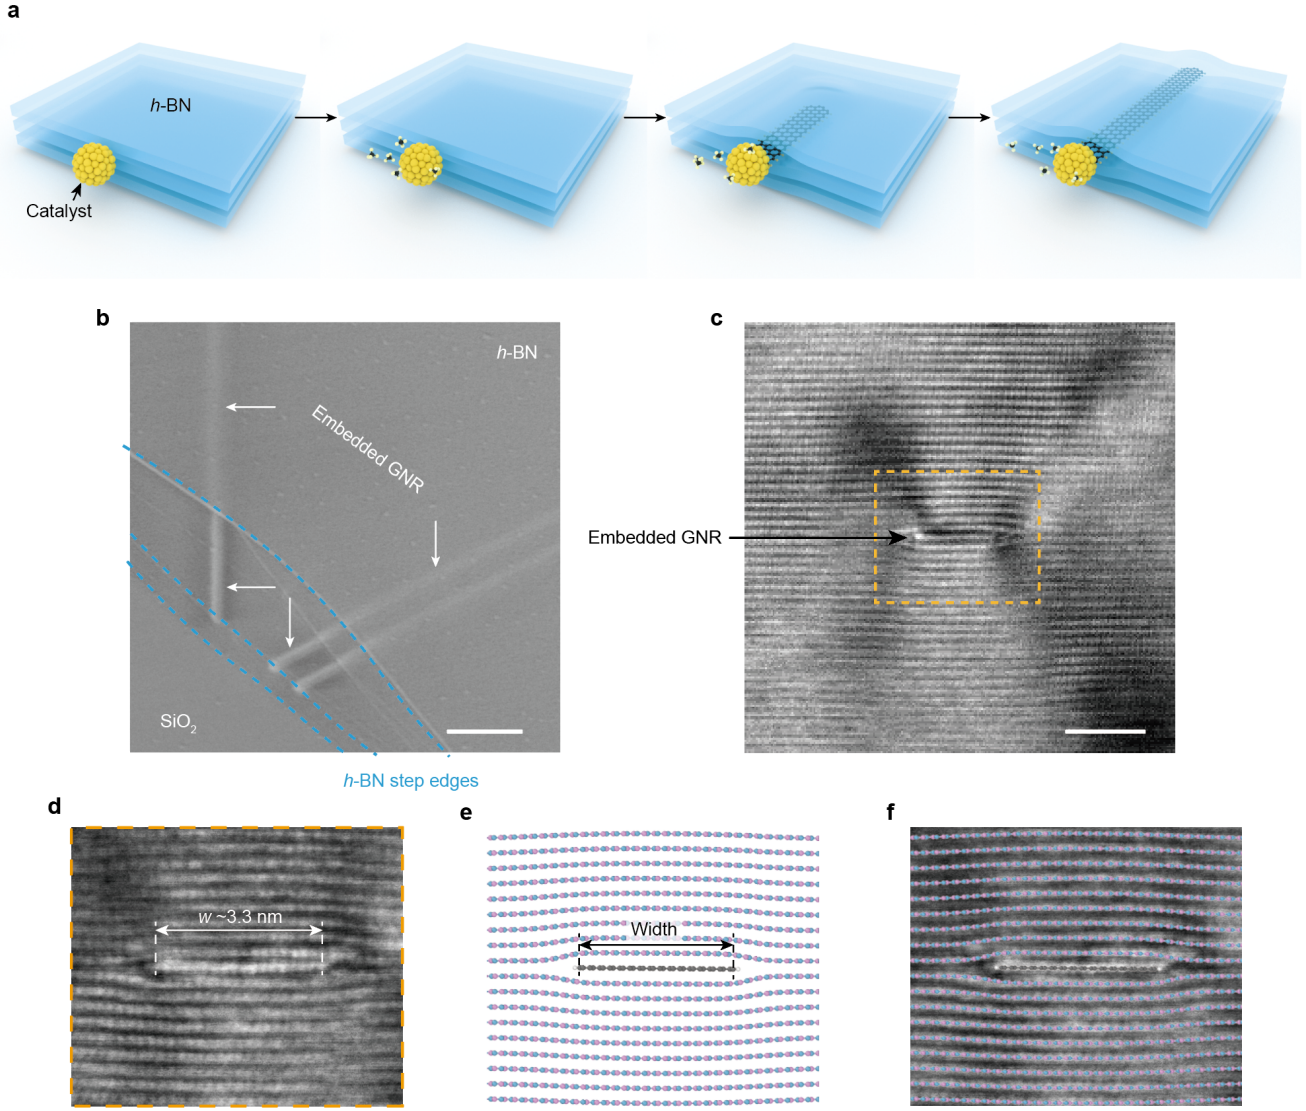 a
h-BN
Catalyst
b
h-BN
Embedded GNR
SiO₂
h-BN step edges
c
Embedded GNR
d
w ~3.3 nm
e
Width
f